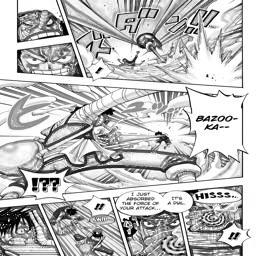 BAZOO-
KA--
!??
HISSS...
IT'S
A DIAL.
I JUST
ABSORBED
THE FORCE OF
YOUR ATTACK...
!!
!!
!!